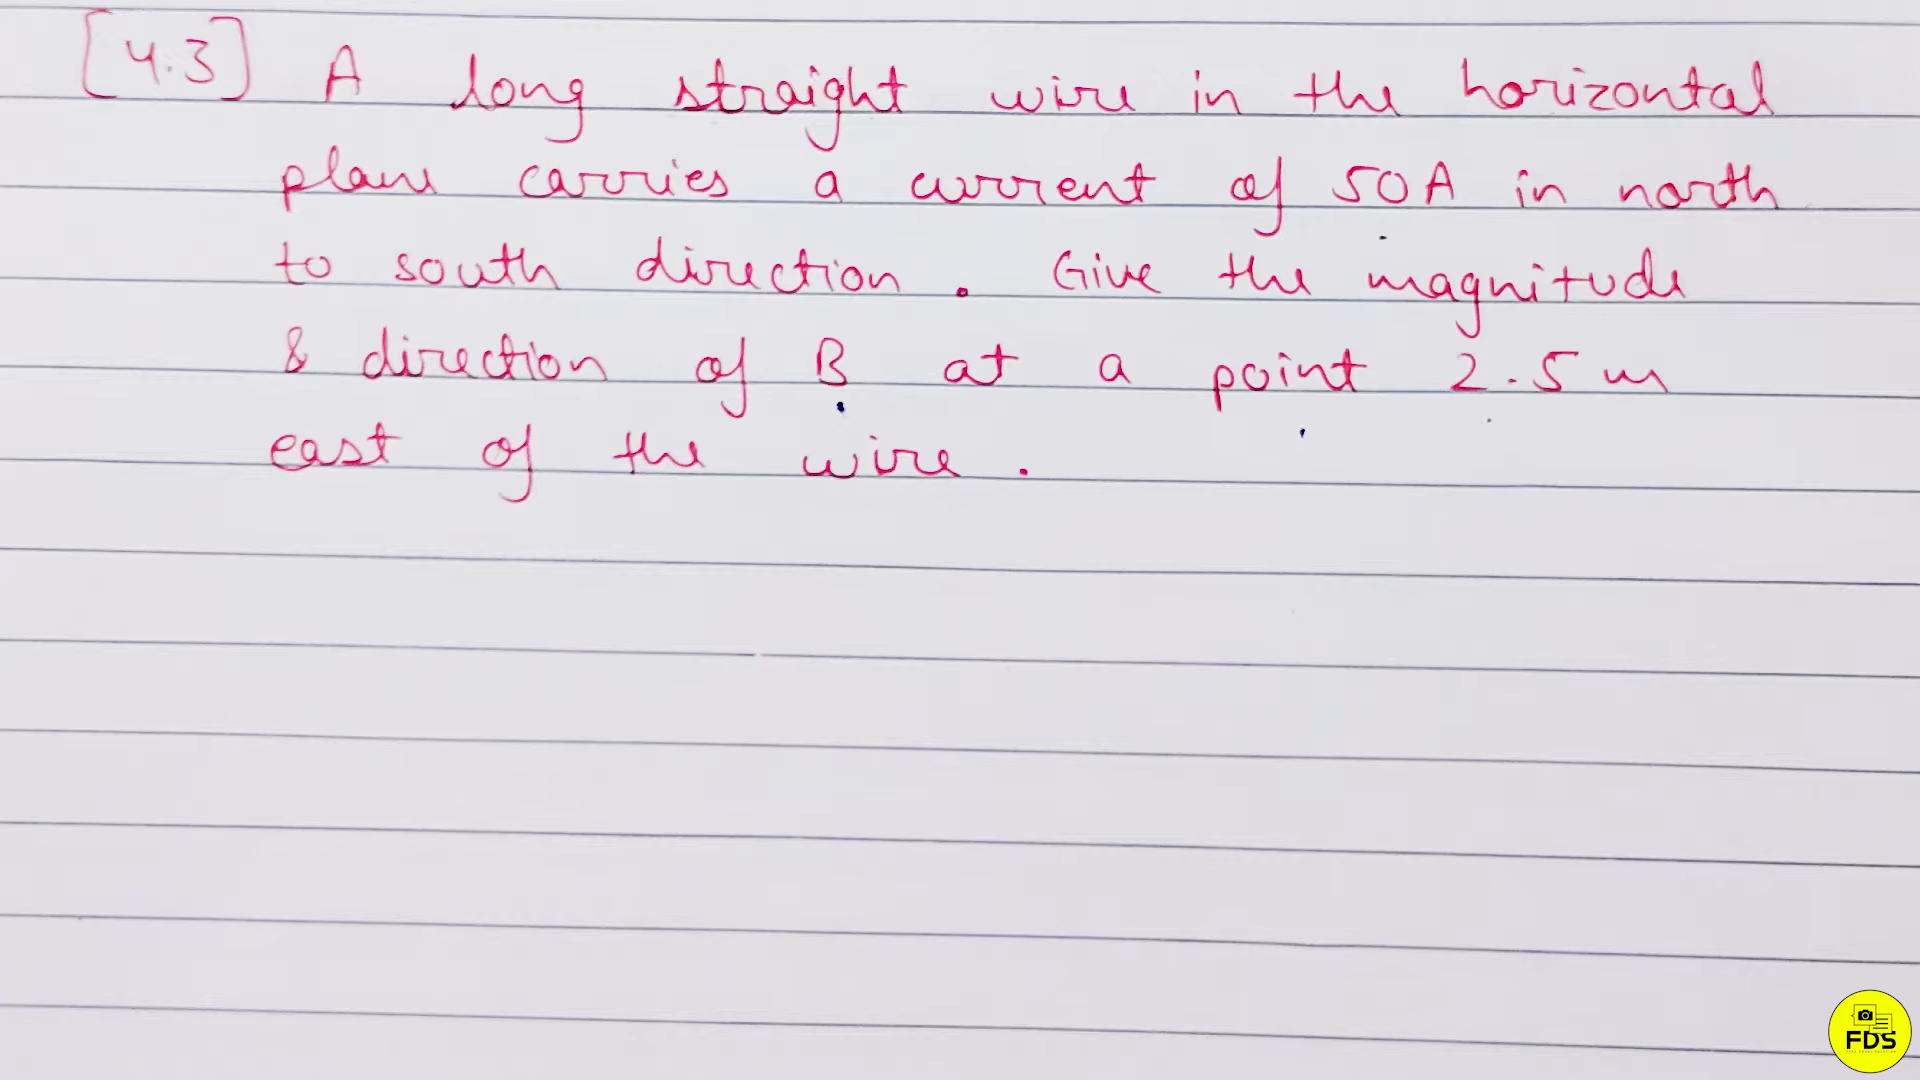 [4.3] A long straight wire in the horizontal
plane carries a current of 50A in north
to south direction. Give the magnitude
& direction of B at a point 2.5m
east of the wire.
FDS